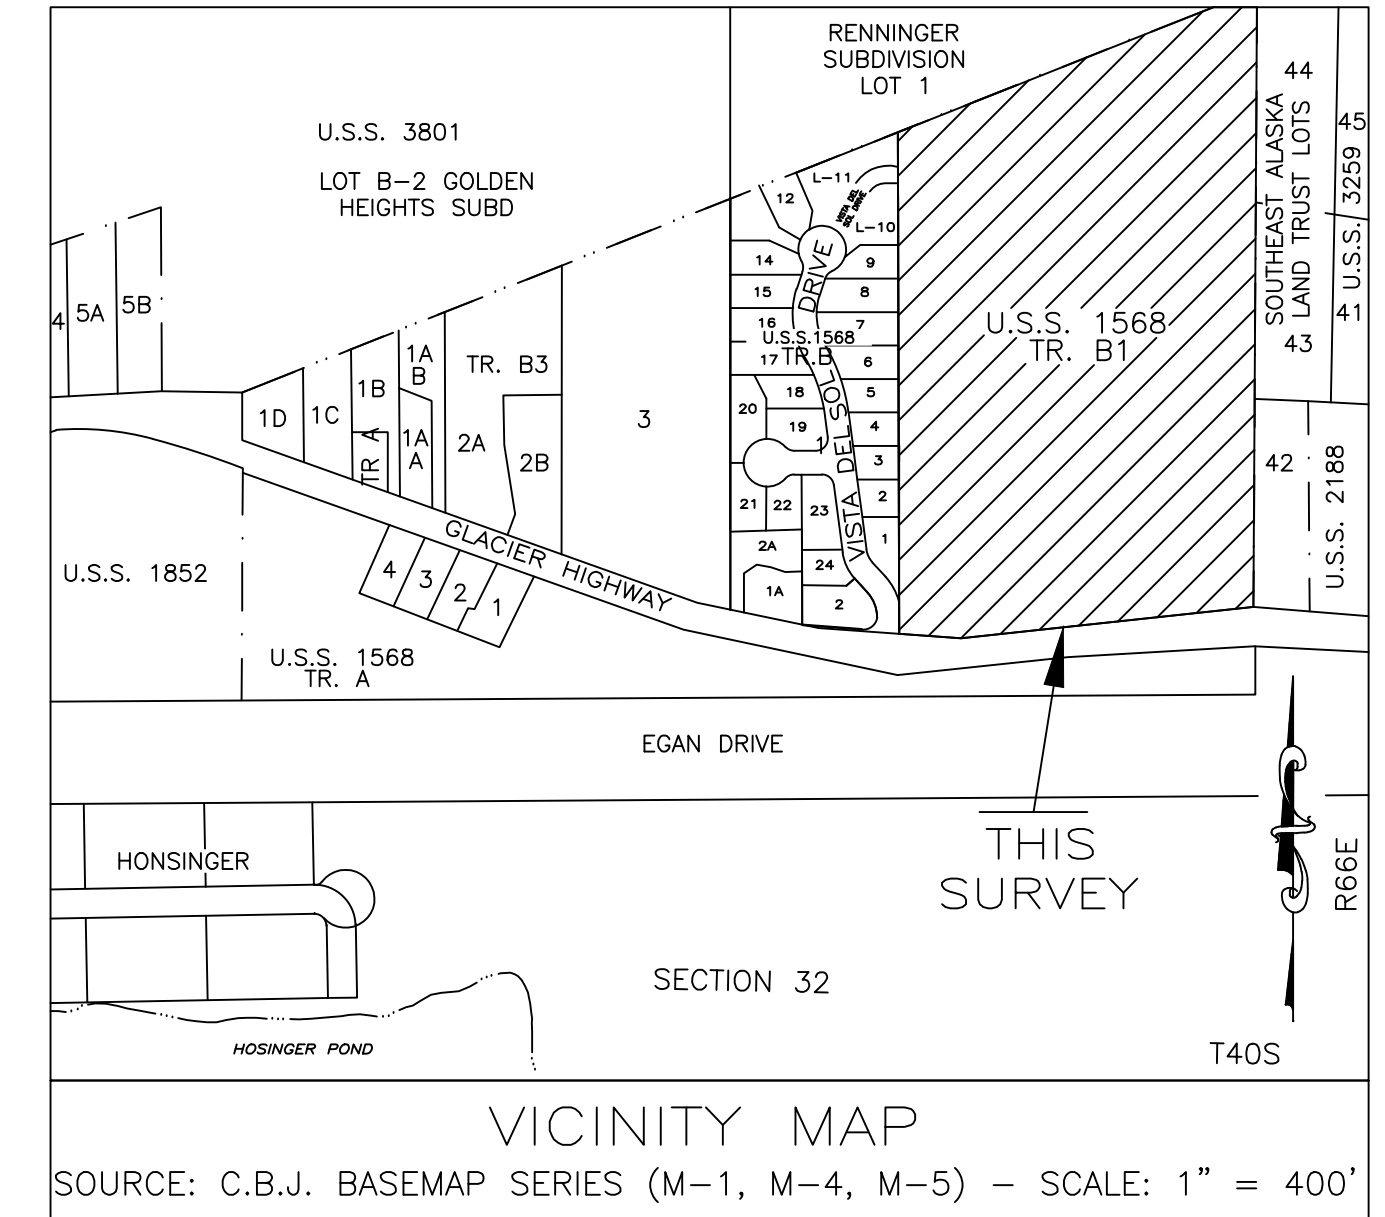 RENNINGER
SUBDIVISION
LOT 1
U.S.S. 3801
LOT B-2 GOLDEN
HEIGHTS SUBD
44
45
SOUTHEAST ALASKA
LAND TRUST LOTS
U.S.S. 3259
41
43
42
U.S.S. 2188
4
5A
5B
1D
1C
1B
TR A
1A
B
1A
A
TR. B3
2A
2B
3
12
L-11
VISTA DEL
SOL DRIVE
L-10
14
9
15
8
16
7
U.S.S.1568
TR.B
17
6
18
5
20
19
1
4
3
21
22
23
2
2A
1
24
1A
2
VISTA DEL SOL DRIVE
U.S.S. 1568
TR. B1
GLACIER HIGHWAY
U.S.S. 1852
4
3
2
1
U.S.S. 1568
TR. A
EGAN DRIVE
HONSINGER
THIS
SURVEY
R66E
SECTION 32
HOSINGER POND
T40S
VICINITY MAP
SOURCE: C.B.J. BASEMAP SERIES (M-1, M-4, M-5) - SCALE: 1" = 400'